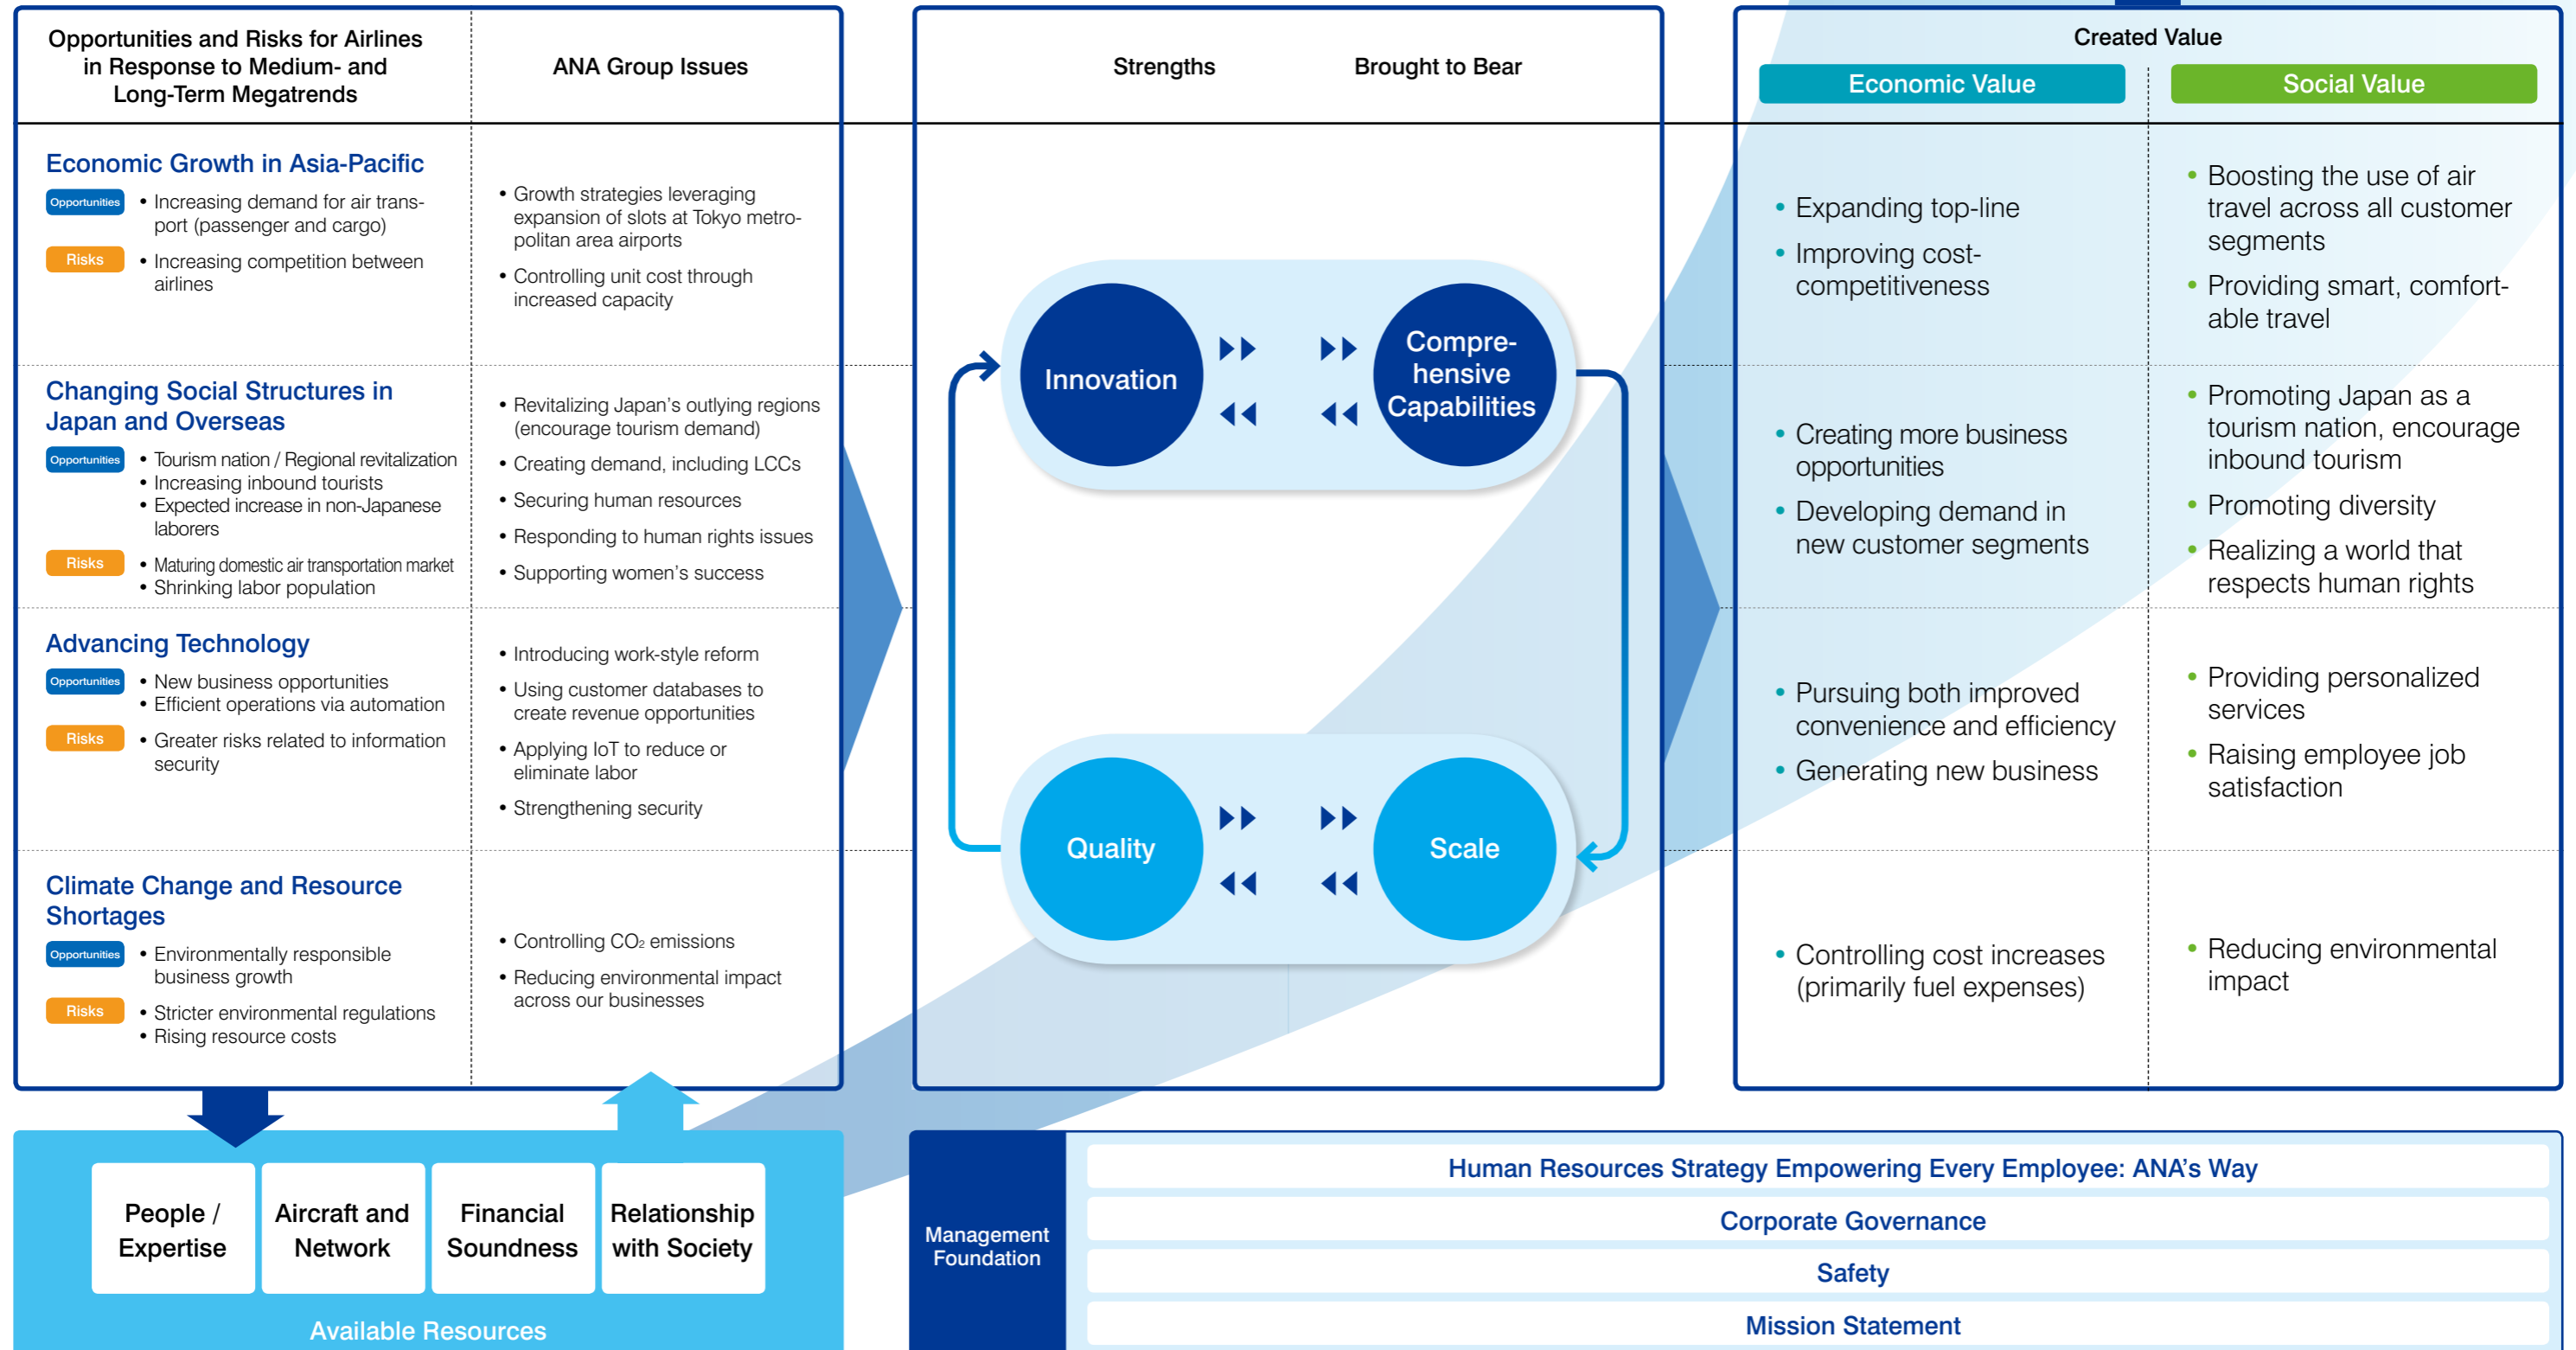 Opportunities and Risks for Airlines
in Response to Medium- and
Long-Term Megatrends
ANA Group Issues
Economic Growth in Asia-Pacific
Opportunities
• Increasing demand for air trans-
port (passenger and cargo)
Risks
• Increasing competition between
airlines
• Growth strategies leveraging
expansion of slots at Tokyo metro-
politan area airports
• Controlling unit cost through
increased capacity
Changing Social Structures in
Japan and Overseas
Opportunities
• Tourism nation / Regional revitalization
• Increasing inbound tourists
• Expected increase in non-Japanese
laborers
Risks
• Maturing domestic air transportation market
• Shrinking labor population
• Revitalizing Japan's outlying regions
(encourage tourism demand)
• Creating demand, including LCCs
• Securing human resources
• Responding to human rights issues
• Supporting women's success
Advancing Technology
Opportunities
• New business opportunities
• Efficient operations via automation
Risks
• Greater risks related to information
security
• Introducing work-style reform
• Using customer databases to
create revenue opportunities
• Applying IoT to reduce or
eliminate labor
• Strengthening security
Climate Change and Resource
Shortages
Opportunities
• Environmentally responsible
business growth
Risks
• Stricter environmental regulations
• Rising resource costs
• Controlling CO₂ emissions
• Reducing environmental impact
across our businesses
Strengths
Brought to Bear
Innovation
Compre-
hensive
Capabilities
Quality
Scale
Created Value
Economic Value
Social Value
• Expanding top-line
• Improving cost-
competitiveness
• Boosting the use of air
travel across all customer
segments
• Providing smart, comfort-
able travel
• Creating more business
opportunities
• Developing demand in
new customer segments
• Promoting Japan as a
tourism nation, encourage
inbound tourism
• Promoting diversity
• Realizing a world that
respects human rights
• Pursuing both improved
convenience and efficiency
• Generating new business
• Providing personalized
services
• Raising employee job
satisfaction
• Controlling cost increases
(primarily fuel expenses)
• Reducing environmental
impact
People /
Expertise
Aircraft and
Network
Financial
Soundness
Relationship
with Society
Available Resources
Management
Foundation
Human Resources Strategy Empowering Every Employee: ANA's Way
Corporate Governance
Safety
Mission Statement